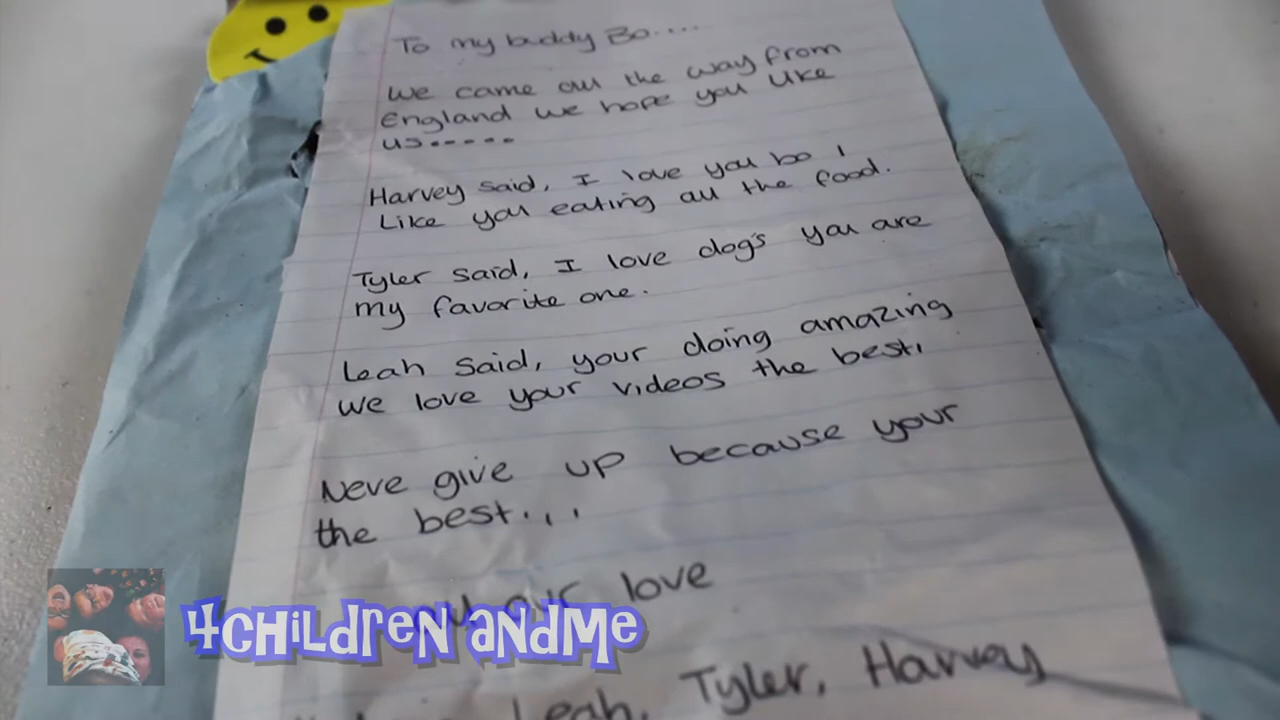 To my buddy Bo....
We came all the way from
England we hope you like
us.....
Harvey said, I love you bo I
Like you eating all the food.
Tyler said, I love dog's you are
my favorite one.
Leah Said, your doing amazing
we love your videos the best.
Neve give up because your
the best...
all our love
Leah, Tyler, Harvey
4CHildreN ANdMe